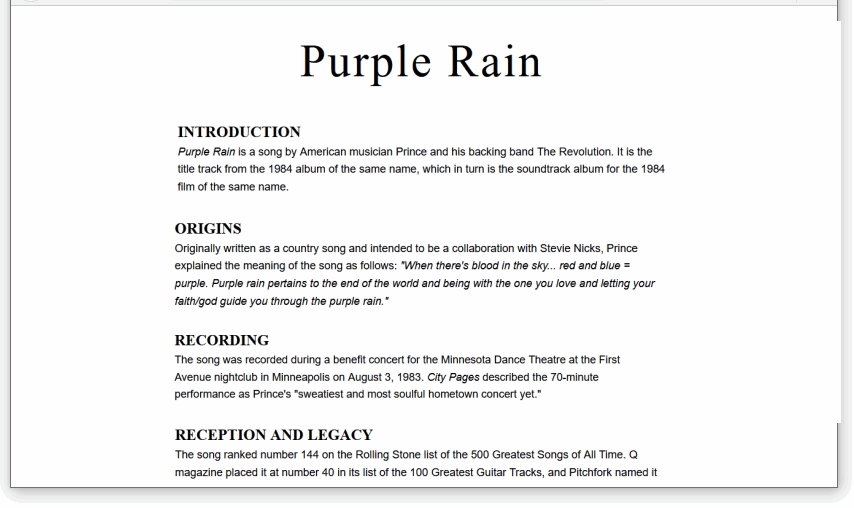 Purple Rain
INTRODUCTION
Purple Rain is a song by American musician Prince and his backing band The Revolution. It is the
title track from the 1984 album of the same name, which in turn is the soundtrack album for the 1984
film of the same name.
ORIGINS
Originally written as a country song and intended to be a collaboration with Stevie Nicks, Prince
explained the meaning of the song as follows: "When there's blood in the sky... red and blue =
purple. Purple rain pertains to the end of the world and being with the one you love and letting your
faith/god guide you through the purple rain."
RECORDING
The song was recorded during a benefit concert for the Minnesota Dance Theatre at the First
Avenue nightclub in Minneapolis on August 3, 1983. City Pages described the 70-minute
performance as Prince's "sweatiest and most soulful hometown concert yet."
RECEPTION AND LEGACY
The song ranked number 144 on the Rolling Stone list of the 500 Greatest Songs of All Time. Q
magazine placed it at number 40 in its list of the 100 Greatest Guitar Tracks, and Pitchfork named it